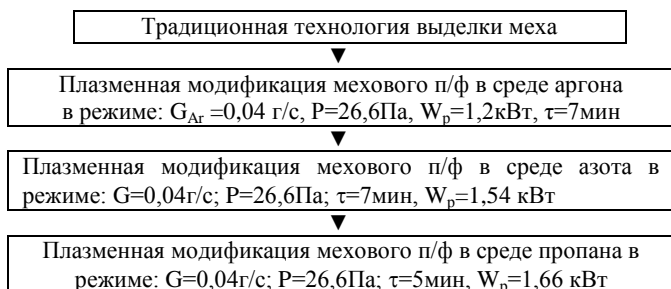 Традиционная технология выделки меха
▼
Плазменная модификация мехового п/ф в среде аргона
в режиме: G_Ar =0,04 г/с, P=26,6Па, W_p=1,2кВт, τ=7мин
▼
Плазменная модификация мехового п/ф в среде азота в
режиме: G=0,04г/с; P=26,6Па; τ=7мин, W_p=1,54 кВт
▼
Плазменная модификация мехового п/ф в среде пропана в
режиме: G=0,04г/с; P=26,6Па; τ=5мин, W_p=1,66 кВт